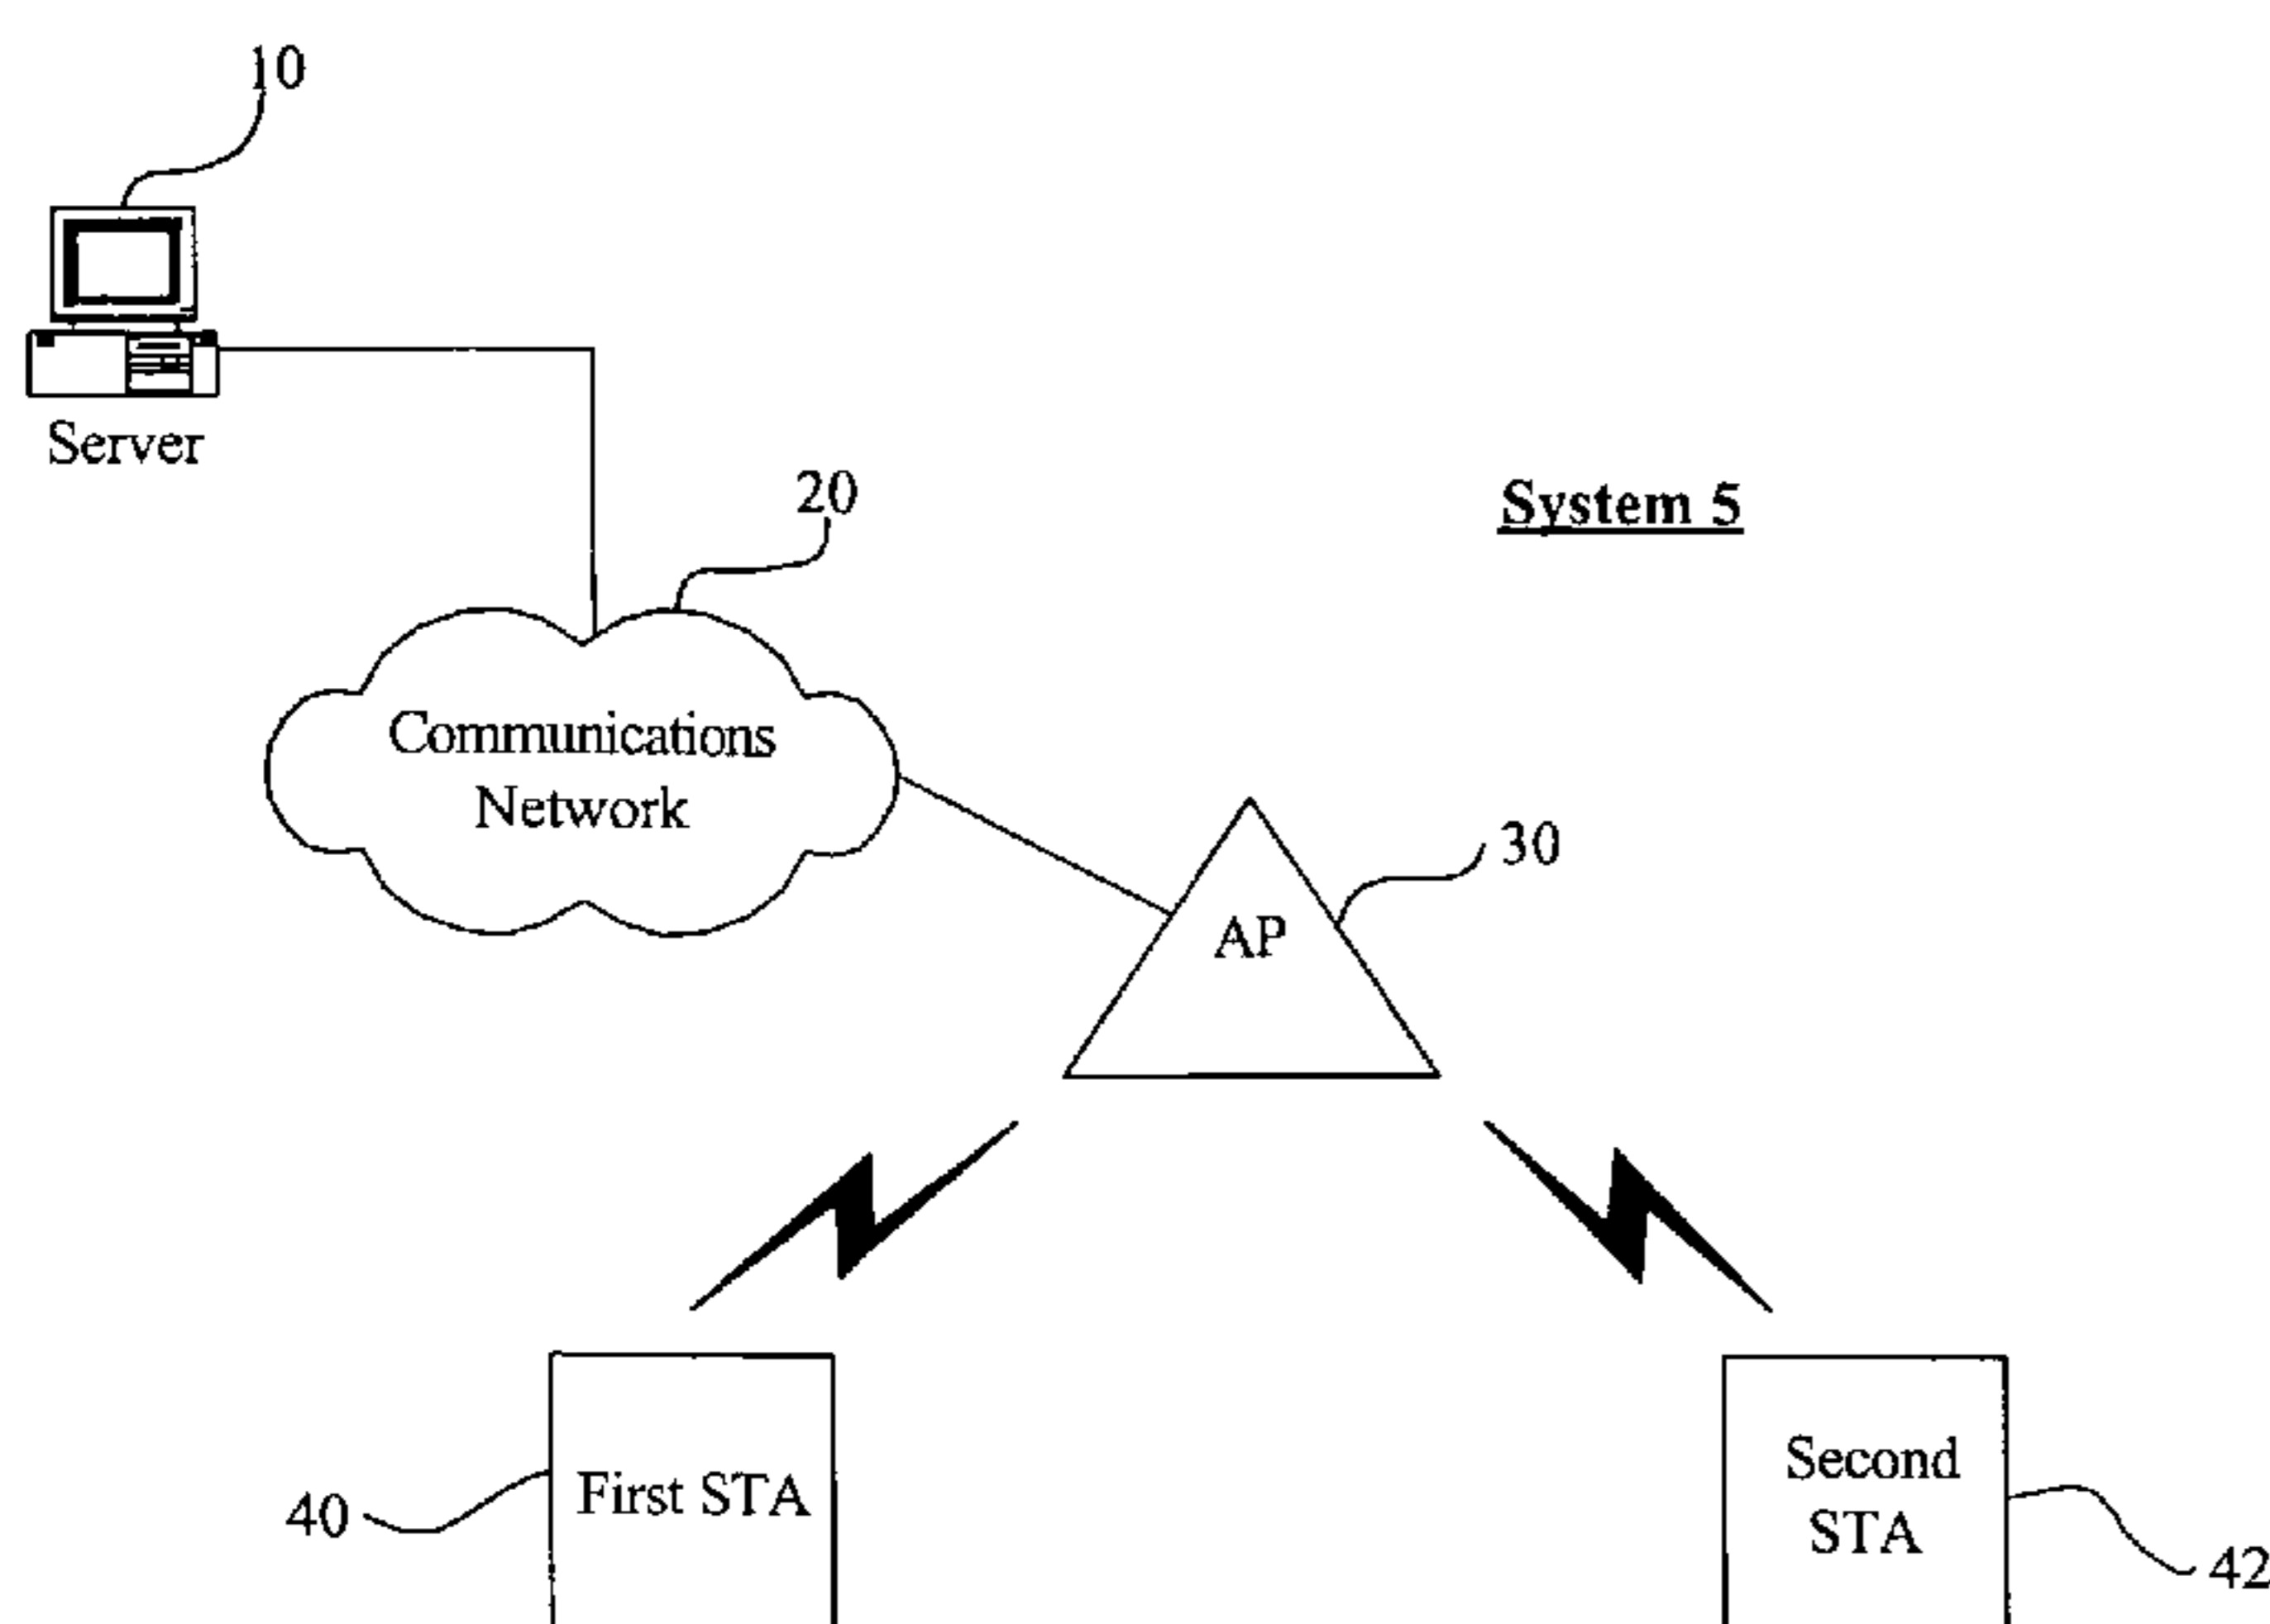 10
Server
20
System 5
Communications
Network
30
AP
First STA
Second
STA
40
42